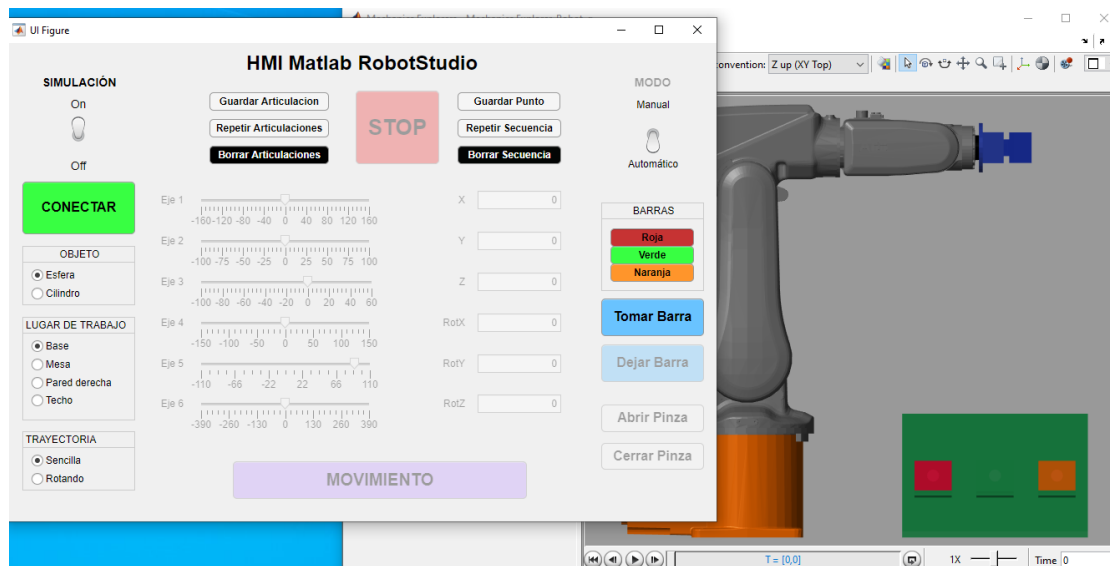 UI Figure
HMI Matlab RobotStudio
SIMULACIÓN
On
Off
CONECTAR
OBJETO
Esfera
Cilindro
LUGAR DE TRABAJO
Base
Mesa
Pared derecha
Techo
TRAYECTORIA
Sencilla
Rotando
Guardar Articulacion
Repetir Articulaciones
Borrar Articulaciones
STOP
Guardar Punto
Repetir Secuencia
Borrar Secuencia
Eje 1
-160 -120 -80 -40 0 40 80 120 160
Eje 2
-100 -75 -50 -25 0 25 50 75 100
Eje 3
-100 -80 -60 -40 -20 0 20 40 60
Eje 4
-150 -100 -50 0 50 100 150
Eje 5
-110 -66 -22 22 66 110
Eje 6
-390 -260 -130 0 130 260 390
X 0
Y 0
Z 0
RotX 0
RotY 0
RotZ 0
MOVIMIENTO
MODO
Manual
Automático
BARRAS
Roja
Verde
Naranja
Tomar Barra
Dejar Barra
Abrir Pinza
Cerrar Pinza
convention: Z up (XY Top)
T = [0,0]
1X
Time 0